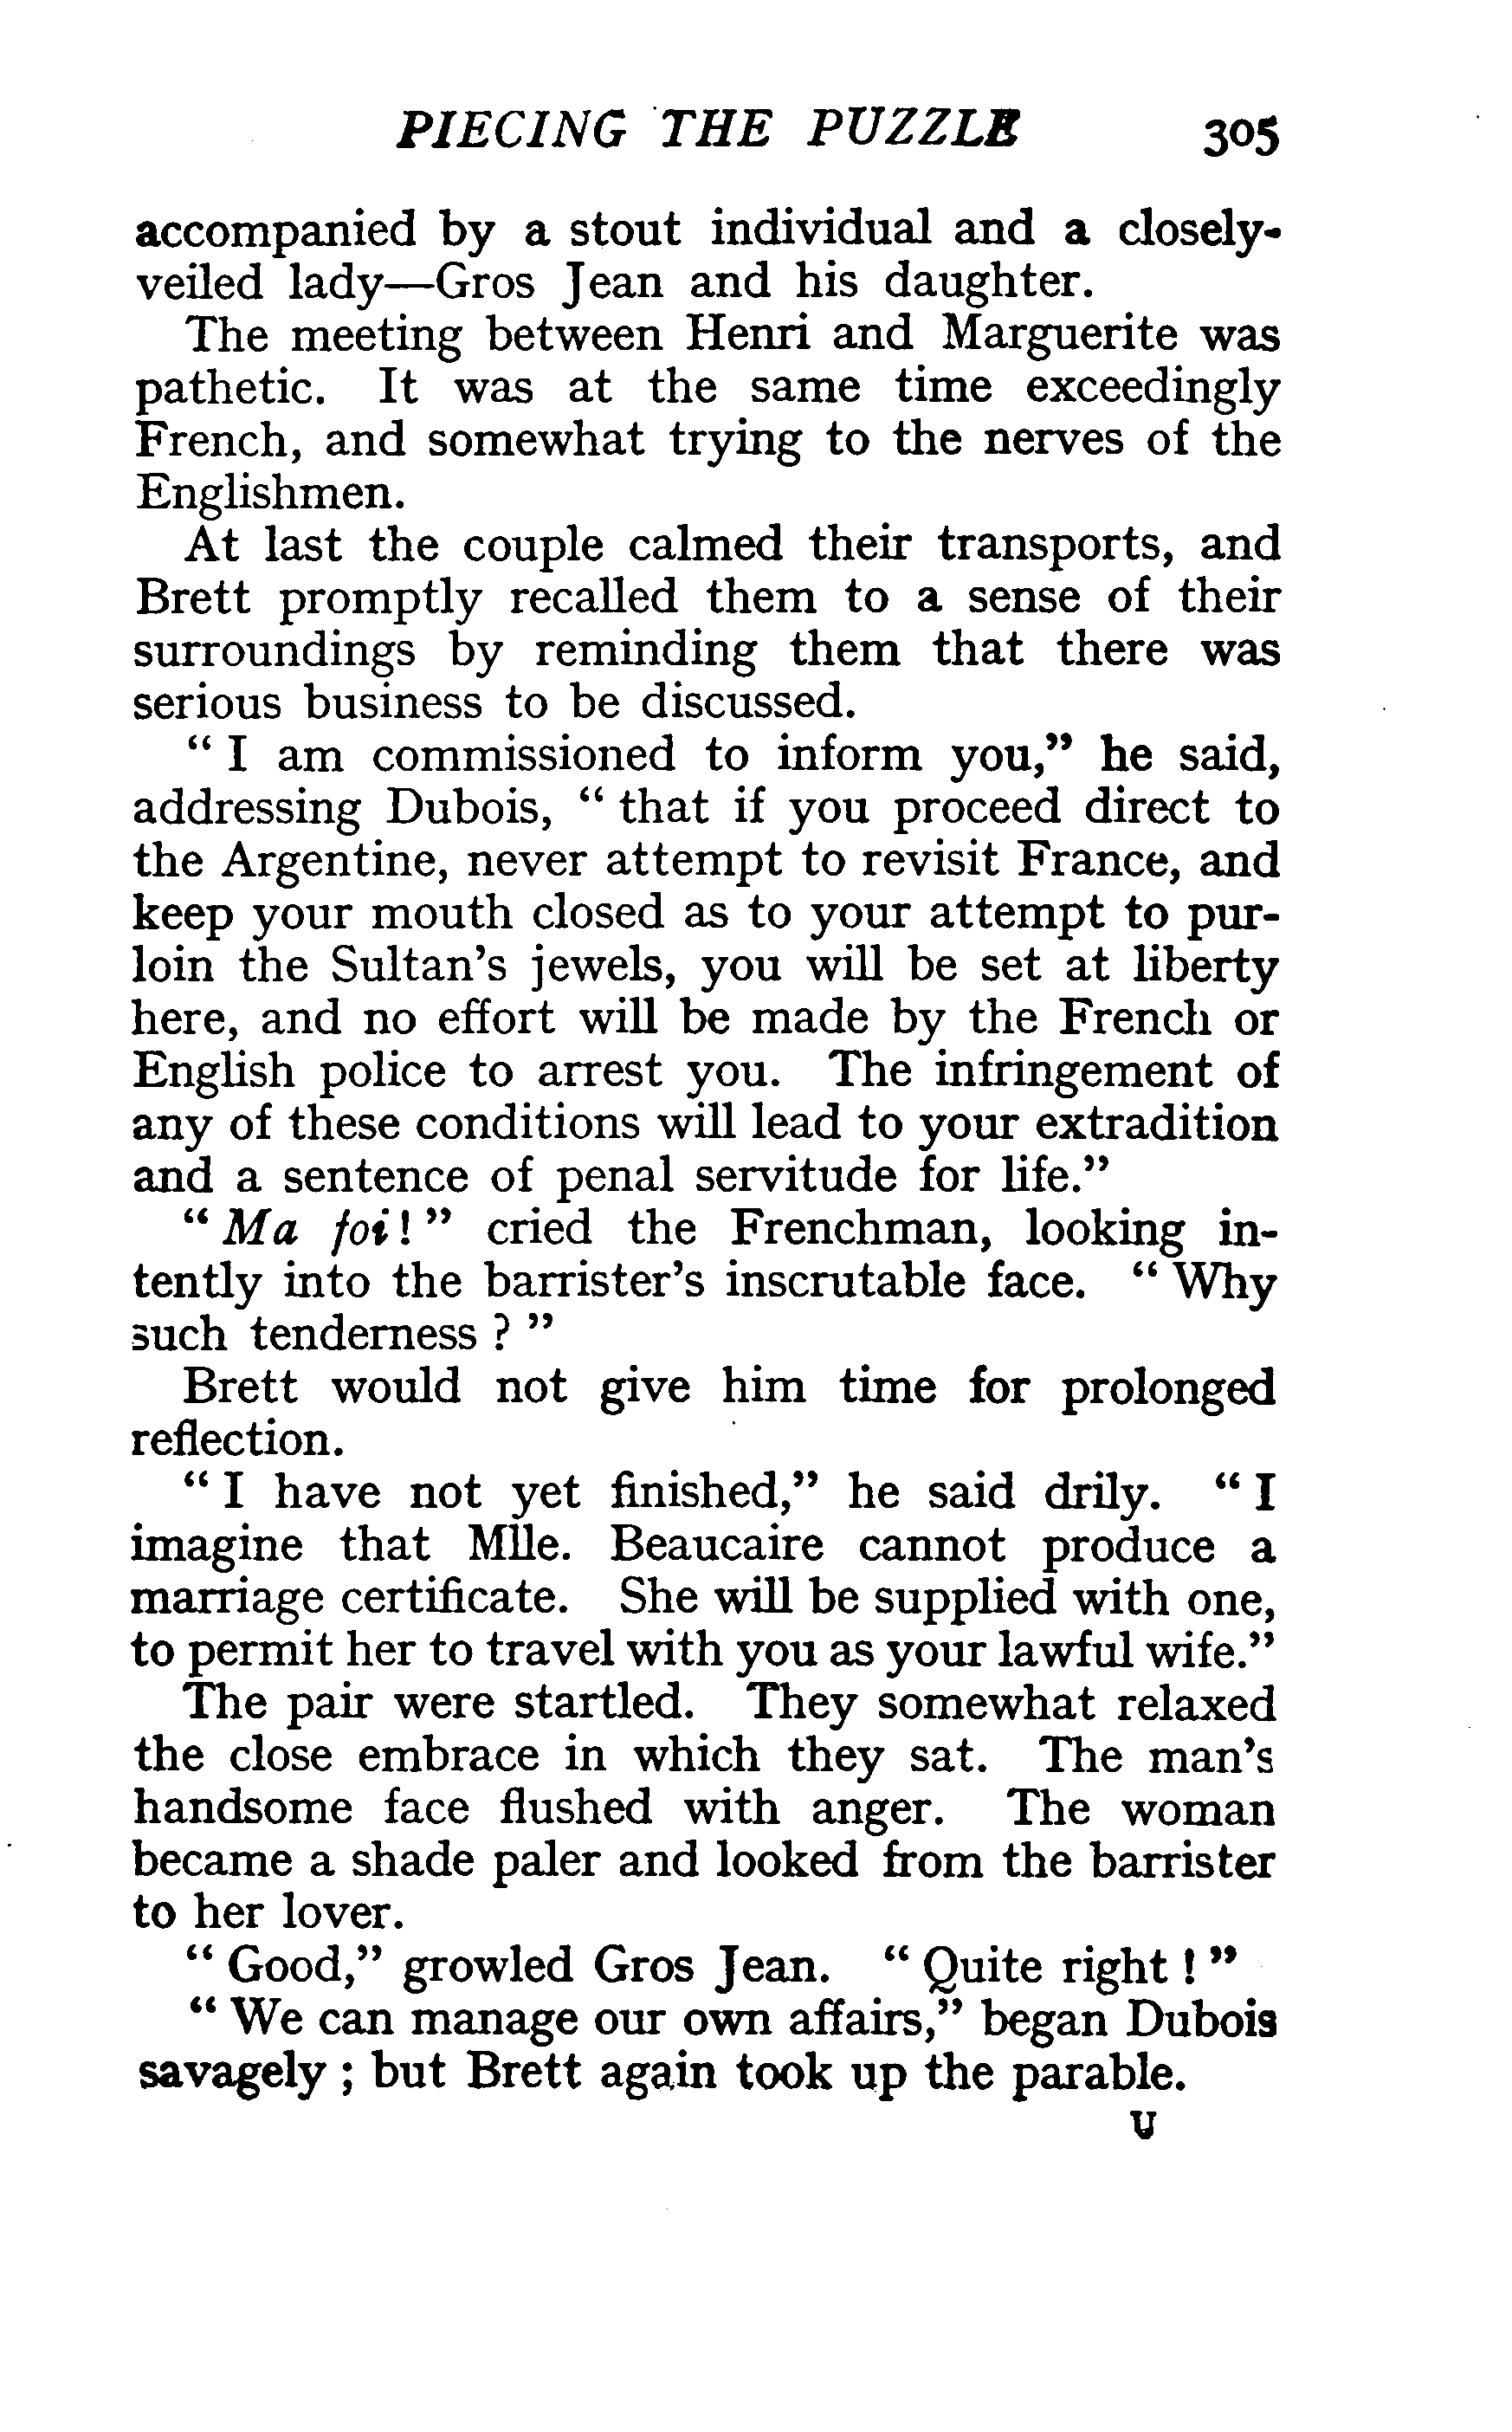 PIECING THE PUZZLE 305
accompanied by a stout individual and a closely-
veiled lady—Gros Jean and his daughter.
The meeting between Henri and Marguerite was
pathetic. It was at the same time exceedingly
French, and somewhat trying to the nerves of the
Englishmen.
At last the couple calmed their transports, and
Brett promptly recalled them to a sense of their
surroundings by reminding them that there was
serious business to be discussed.
“ I am commissioned to inform you,” he said,
addressing Dubois, “ that if you proceed direct to
the Argentine, never attempt to revisit France, and
keep your mouth closed as to your attempt to pur-
loin the Sultan’s jewels, you will be set at liberty
here, and no effort will be made by the French or
English police to arrest you. The infringement of
any of these conditions will lead to your extradition
and a sentence of penal servitude for life.”
“ Ma foi ! ” cried the Frenchman, looking in-
tently into the barrister’s inscrutable face. “ Why
such tenderness ? ”
Brett would not give him time for prolonged
reflection.
“ I have not yet finished,” he said drily. “ I
imagine that Mlle. Beaucaire cannot produce a
marriage certificate. She will be supplied with one,
to permit her to travel with you as your lawful wife.”
The pair were startled. They somewhat relaxed
the close embrace in which they sat. The man’s
handsome face flushed with anger. The woman
became a shade paler and looked from the barrister
to her lover.
“ Good,” growled Gros Jean. “ Quite right ! ”
“ We can manage our own affairs,” began Dubois
savagely ; but Brett again took up the parable.
U